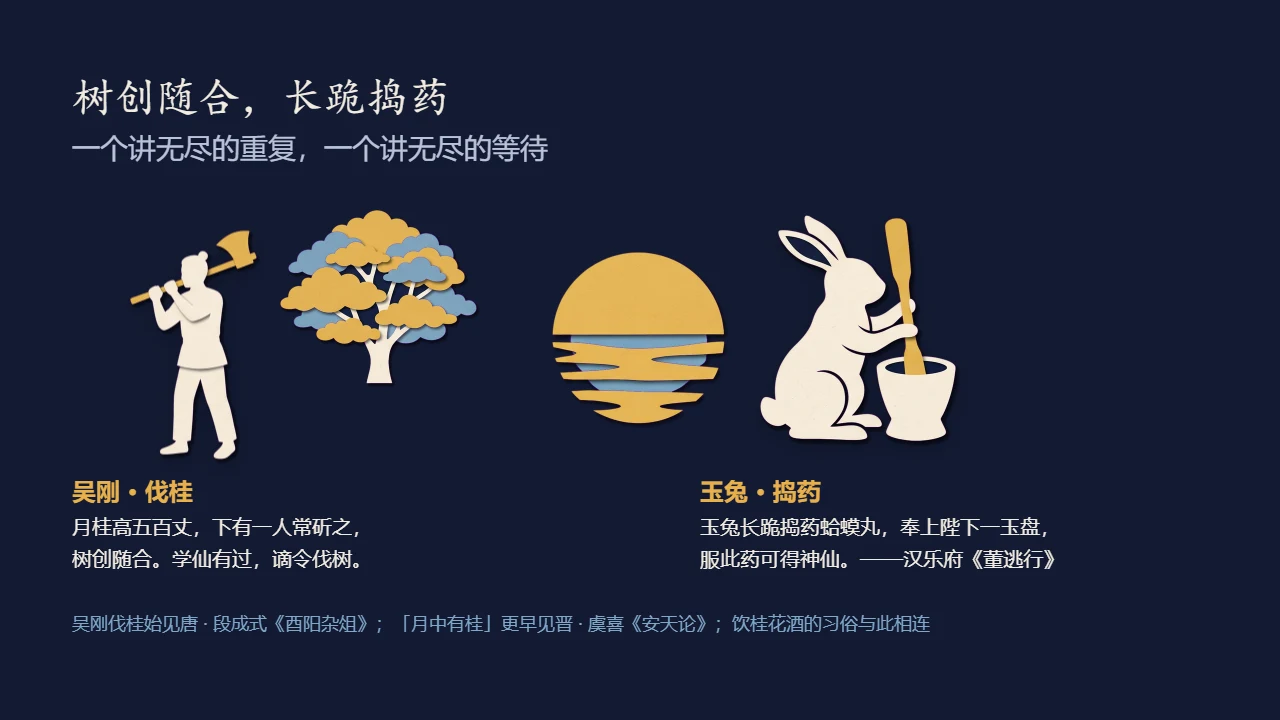 树创随合，长跪捣药
一个讲无尽的重复，一个讲无尽的等待
吴刚·伐桂
月桂高五百丈，下有一人常斫之，
树创随合。学仙有过，谪令伐树。
玉兔·捣药
玉兔长跪捣药蛤蟆丸，奉上陛下一玉盘，
服此药可得神仙。——汉乐府《董逃行》
吴刚伐桂始见唐·段成式《酉阳杂俎》；「月中有桂」更早见晋·虞喜《安天论》；饮桂花酒的习俗与此相连